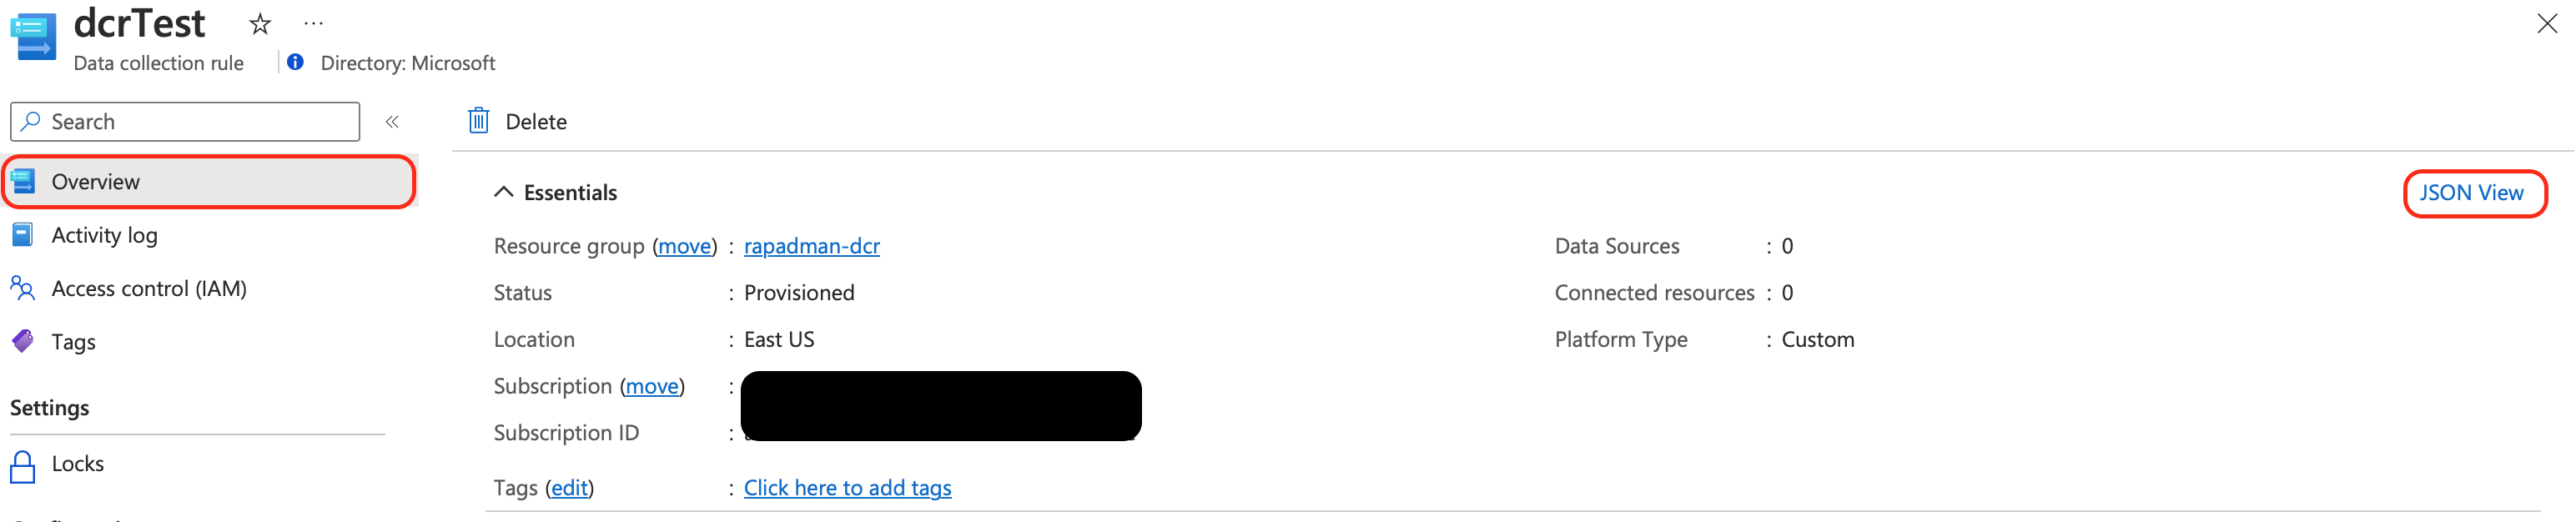 dcrTest
Data collection rule
Directory: Microsoft
Search
«
Delete
Overview
Essentials
JSON View
Activity log
Resource group (move) : rapadman-dcr
Data Sources : 0
Access control (IAM)
Status : Provisioned
Connected resources : 0
Tags
Location : East US
Platform Type : Custom
Subscription (move) :
Settings
Subscription ID :
Locks
Tags (edit) : Click here to add tags